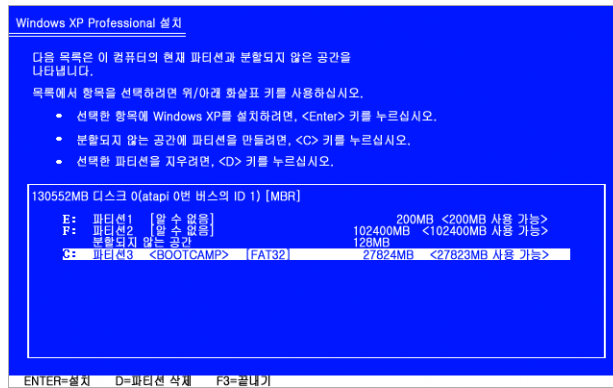 Windows XP Professional 설치
다음 목록은 이 컴퓨터의 현재 파티션과 분할되지 않은 공간을
나타냅니다.
목록에서 항목을 선택하려면 위/아래 화살표 키를 사용하십시오.
• 선택한 항목에 Windows XP를 설치하려면, <Enter> 키를 누르십시오.
• 분할되지 않는 공간에 파티션을 만들려면, <C> 키를 누르십시오.
• 선택한 파티션을 지우려면, <D> 키를 누르십시오.
130552MB 디스크 0(atapi 0번 버스의 ID 1) [MBR]
E: 파티션1 [알 수 없음] 200MB <200MB 사용 가능>
F: 파티션2 [알 수 없음] 102400MB <102400MB 사용 가능>
분할되지 않는 공간 128MB
C: 파티션3 <BOOTCAMP> [FAT32] 27824MB <27823MB 사용 가능>
ENTER=설치 D=파티션 삭제 F3=끝내기